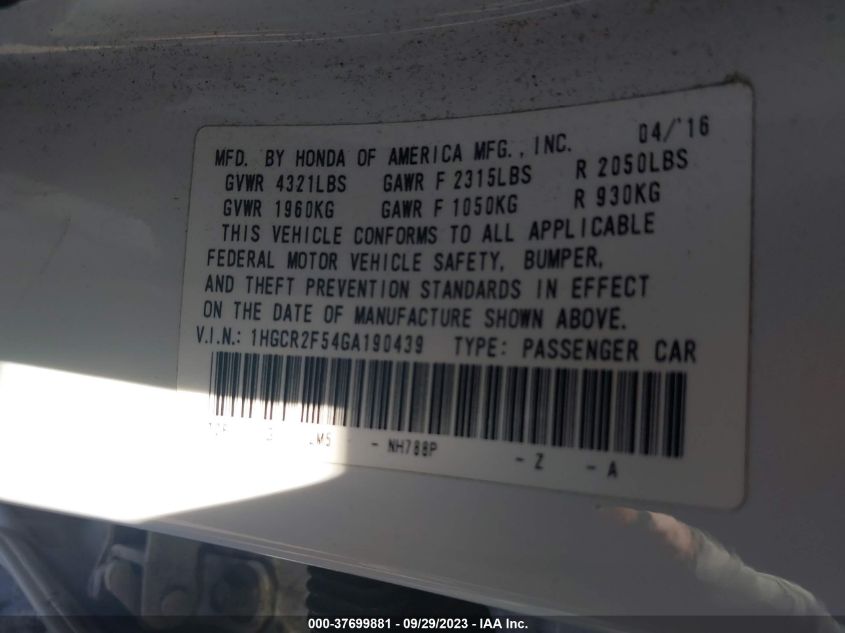 MFD. BY HONDA OF AMERICA MFG., INC. 04/'16
GVWR 4321LBS GAWR F 2315LBS R 2050LBS
GVWR 1960KG GAWR F 1050KG R 930KG
THIS VEHICLE CONFORMS TO ALL APPLICABLE
FEDERAL MOTOR VEHICLE SAFETY, BUMPER,
AND THEFT PREVENTION STANDARDS IN EFFECT
ON THE DATE OF MANUFACTURE SHOWN ABOVE.
V.I.N.: 1HGCR2F54GA190439 TYPE: PASSENGER CAR
- NH788P - Z - A
000-37699881 - 09/29/2023 - IAA Inc.